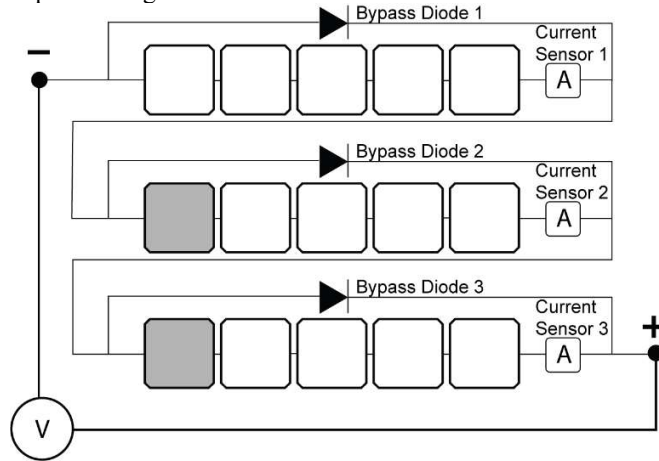 Bypass Diode 1
Current
Sensor 1
−
A
Bypass Diode 2
Current
Sensor 2
A
Bypass Diode 3
Current
Sensor 3
+
A
V